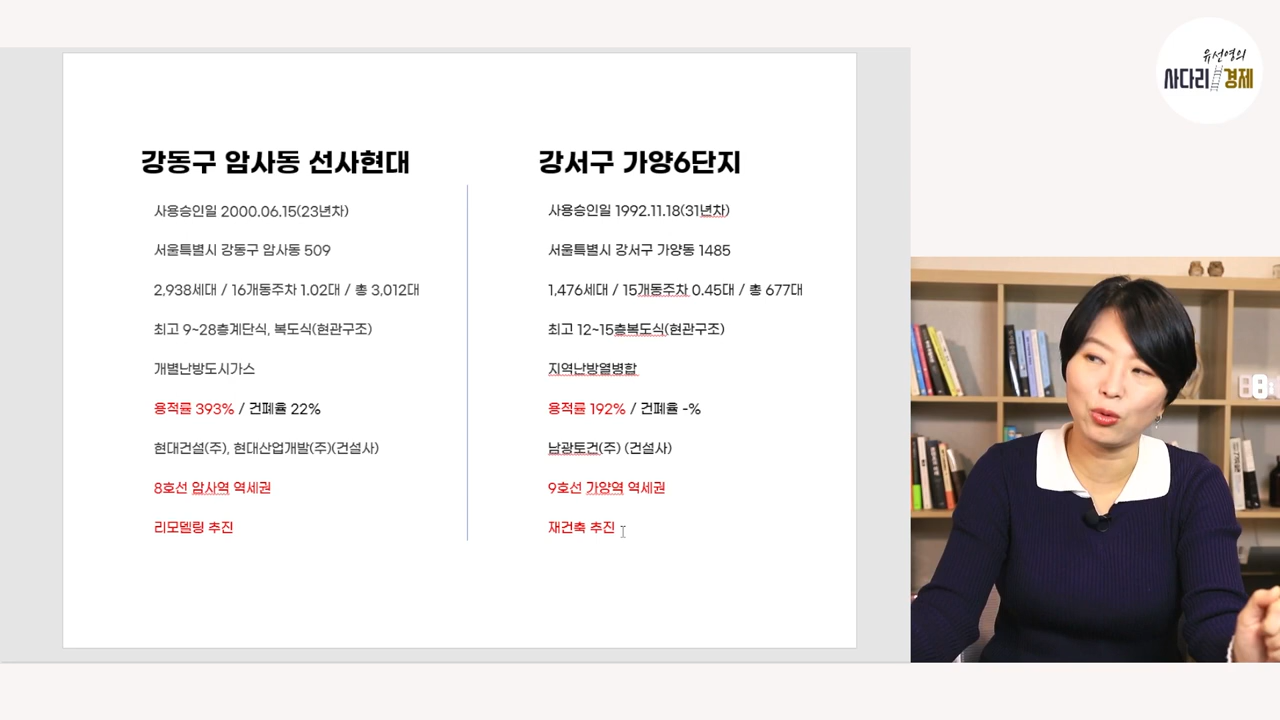 유선영의
사다리 경제
강동구 암사동 선사현대
사용승인일 2000.06.15(23년차)
서울특별시 강동구 암사동 509
2,938세대 / 16개동주차 1.02대 / 총 3,012대
최고 9~28층계단식, 복도식(현관구조)
개별난방도시가스
용적률 393% / 건폐율 22%
현대건설(주), 현대산업개발(주)(건설사)
8호선 암사역 역세권
리모델링 추진
강서구 가양6단지
사용승인일 1992.11.18(31년차)
서울특별시 강서구 가양동 1485
1,476세대 / 15개동주차 0.45대 / 총 677대
최고 12~15층복도식(현관구조)
지역난방열병합
용적률 192% / 건폐율 -%
남광토건(주) (건설사)
9호선 가양역 역세권
재건축 추진